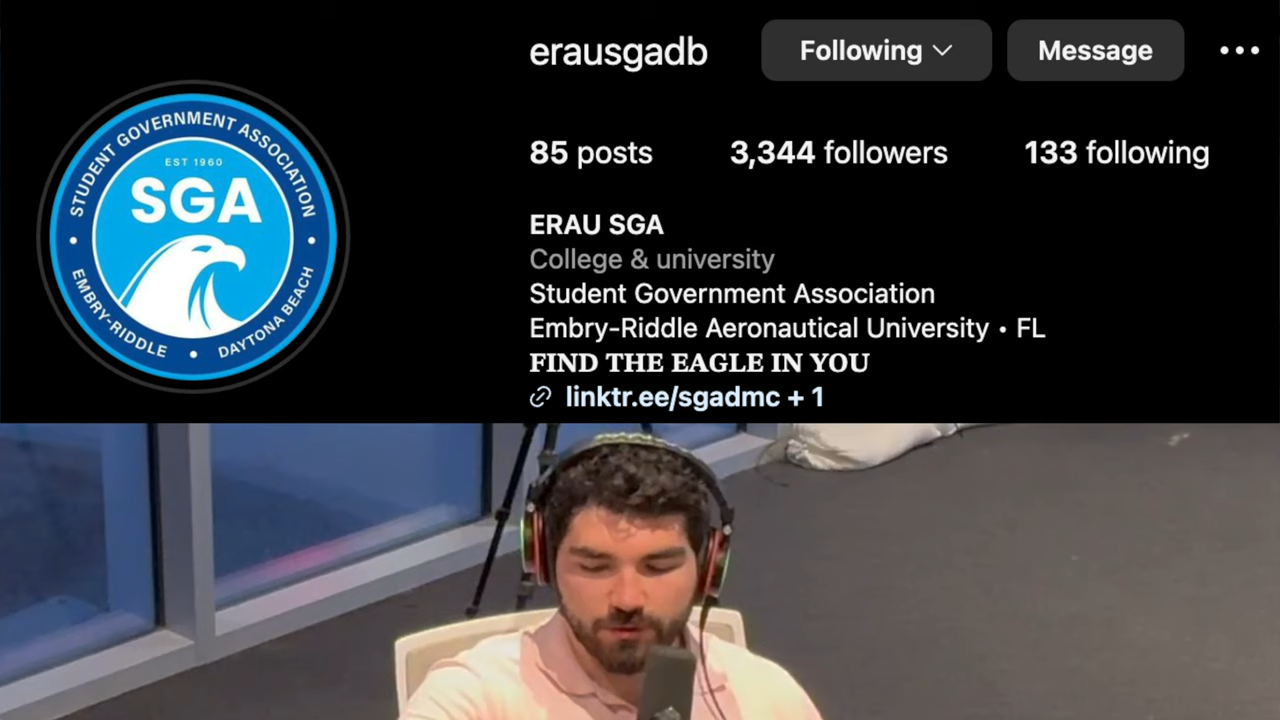 erausgadb Following Message
85 posts 3,344 followers 133 following
STUDENT GOVERNMENT ASSOCIATION
EST 1960
SGA
EMBRY-RIDDLE • DAYTONA BEACH
ERAU SGA
College & university
Student Government Association
Embry-Riddle Aeronautical University • FL
FIND THE EAGLE IN YOU
linktr.ee/sgadmc + 1